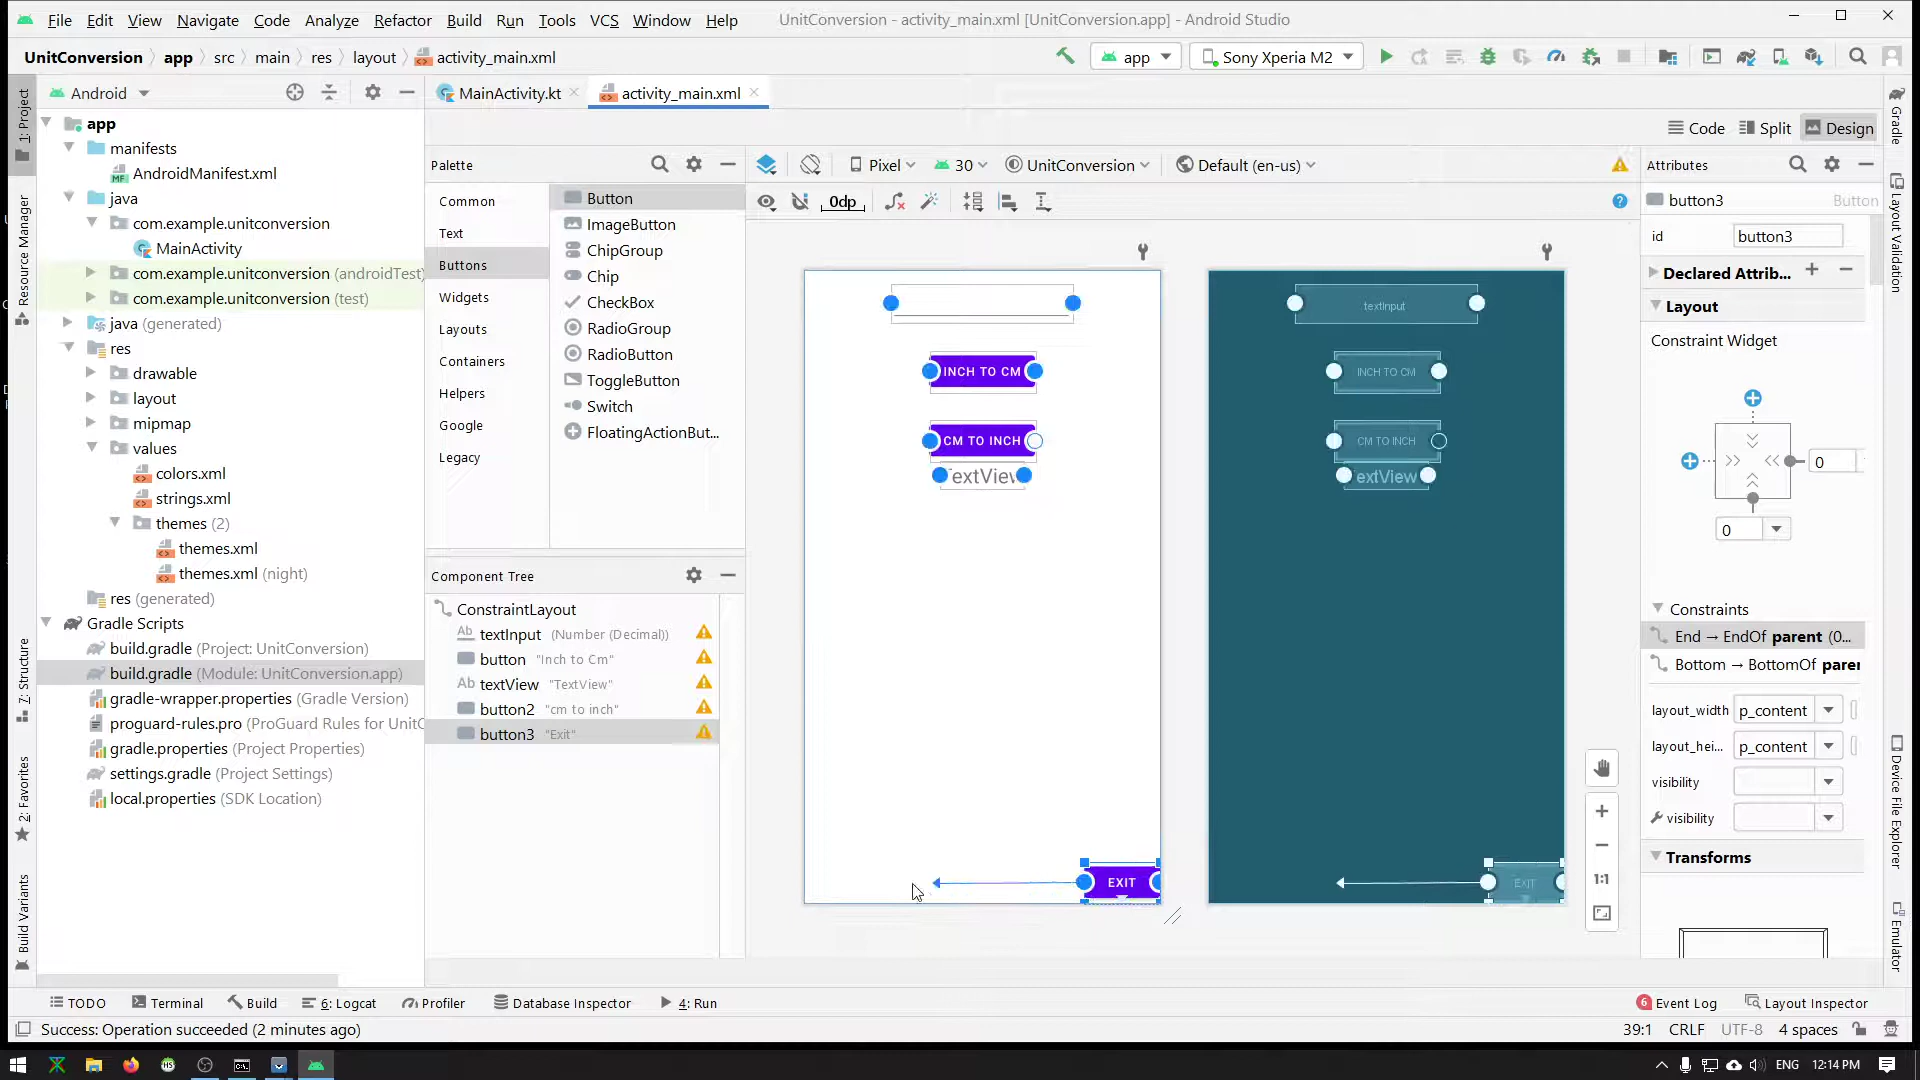 File Edit View Navigate Code Analyze Refactor Build Run Tools VCS Window Help UnitConversion - activity_main.xml [UnitConversion.app] - Android Studio
UnitConversion app src main res layout activity_main.xml app Sony Xperia M2
1: Project
Resource Manager
7: Structure
2: Favorites
Build Variants
Android
app
manifests
AndroidManifest.xml
java
com.example.unitconversion
MainActivity
com.example.unitconversion (androidTest)
com.example.unitconversion (test)
java (generated)
res
drawable
layout
mipmap
values
colors.xml
strings.xml
themes (2)
themes.xml
themes.xml (night)
res (generated)
Gradle Scripts
build.gradle (Project: UnitConversion)
build.gradle (Module: UnitConversion.app)
gradle-wrapper.properties (Gradle Version)
proguard-rules.pro (ProGuard Rules for UnitC
gradle.properties (Project Properties)
settings.gradle (Project Settings)
local.properties (SDK Location)
MainActivity.kt activity_main.xml
Code Split Design
Palette
Common
Text
Buttons
Widgets
Layouts
Containers
Helpers
Google
Legacy
Button
ImageButton
ChipGroup
Chip
CheckBox
RadioGroup
RadioButton
ToggleButton
Switch
FloatingActionBut...
Component Tree
ConstraintLayout
Ab textInput (Number (Decimal))
button "Inch to Cm"
Ab textView "TextView"
button2 "cm to inch"
button3 "Exit"
Pixel 30 UnitConversion Default (en-us)
0dp
INCH TO CM
CM TO INCH
TextView
EXIT
textInput
INCH TO CM
CM TO INCH
TextView
EXIT
1:1
Attributes
button3 Button
id button3
Declared Attrib...
Layout
Constraint Widget
0
0
Constraints
End → EndOf parent (0...
Bottom → BottomOf paren
layout_width p_content
layout_hei... p_content
visibility
visibility
Transforms
Gradle
Layout Validation
Device File Explorer
Emulator
TODO Terminal Build 6: Logcat Profiler Database Inspector 4: Run 6 Event Log Layout Inspector
Success: Operation succeeded (2 minutes ago) 39:1 CRLF UTF-8 4 spaces
ENG 12:14 PM